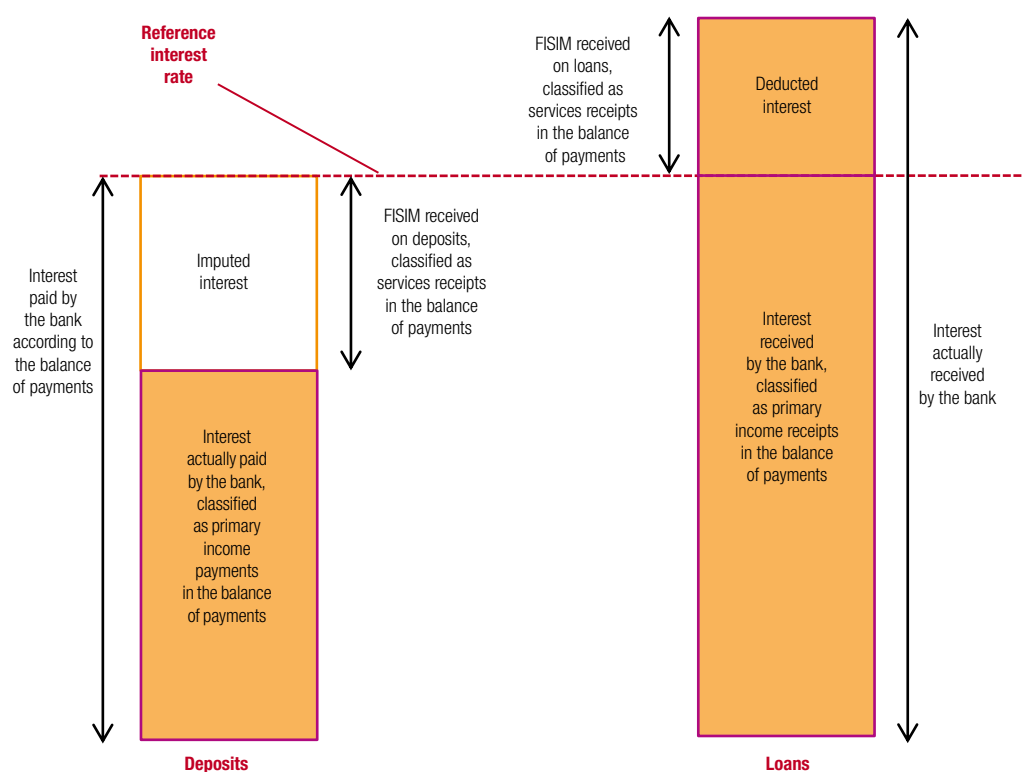 Reference
interest
rate
FISIM received
on loans,
classified as
services receipts
in the balance
of payments
Deducted
interest
Interest
paid by
the bank
according to
the balance
of payments
Imputed
interest
FISIM received
on deposits,
classified as
services receipts
in the balance
of payments
Interest
actually paid
by the bank,
classified
as primary
income
payments
in the balance
of payments
Interest
received
by the bank,
classified
as primary
income receipts
in the balance
of payments
Interest
actually
received
by the bank
Deposits
Loans